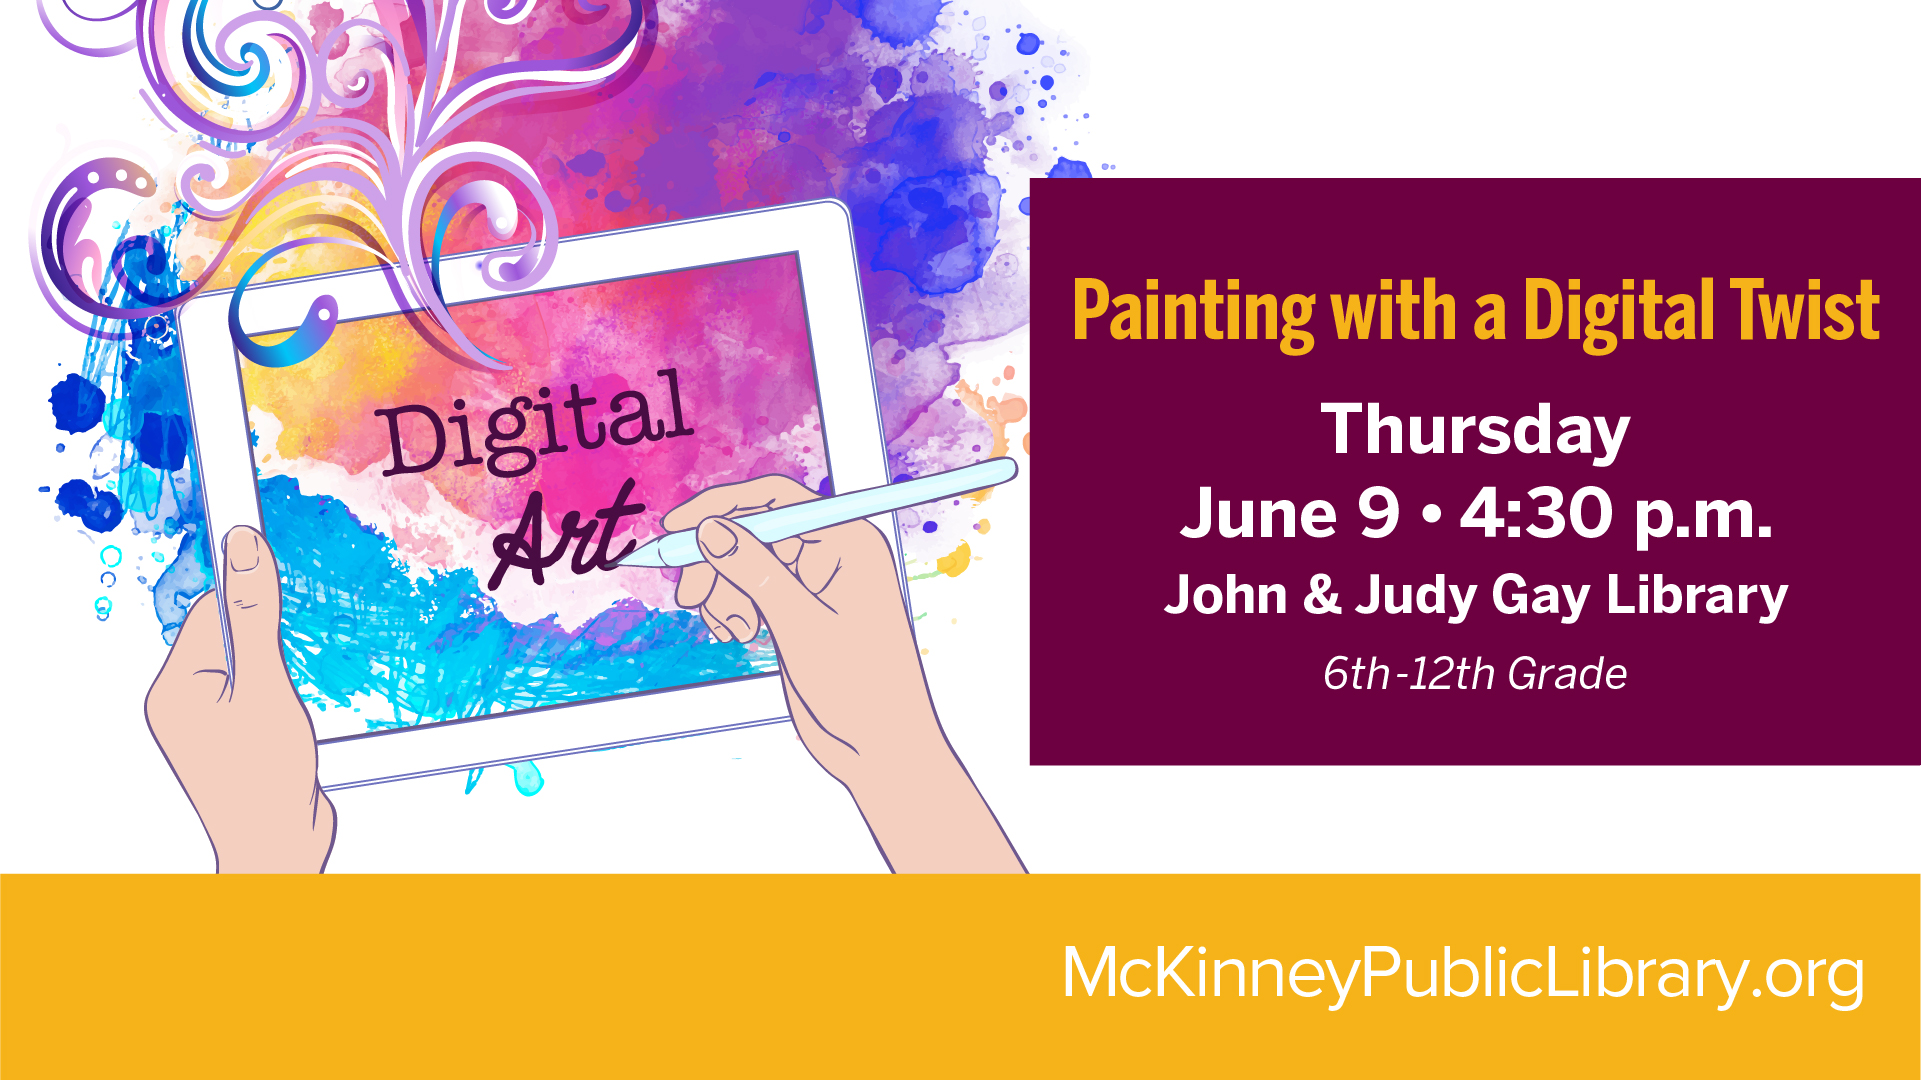 Digital
Art
Painting with a Digital Twist
Thursday
June 9 • 4:30 p.m.
John & Judy Gay Library
6th-12th Grade
McKinneyPublicLibrary.org